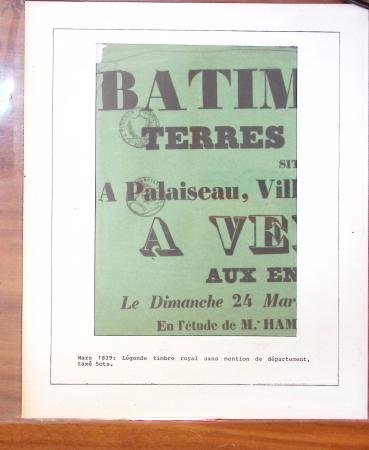 BATIM
TERRES
SIT
A Palaiseau, Vill
A VE
AUX EN
Le Dimanche 24 Mar
En l'étude de M.r HAM
Mars 1839: Légende timbre royal sans mention de département,
taxé 5cts.